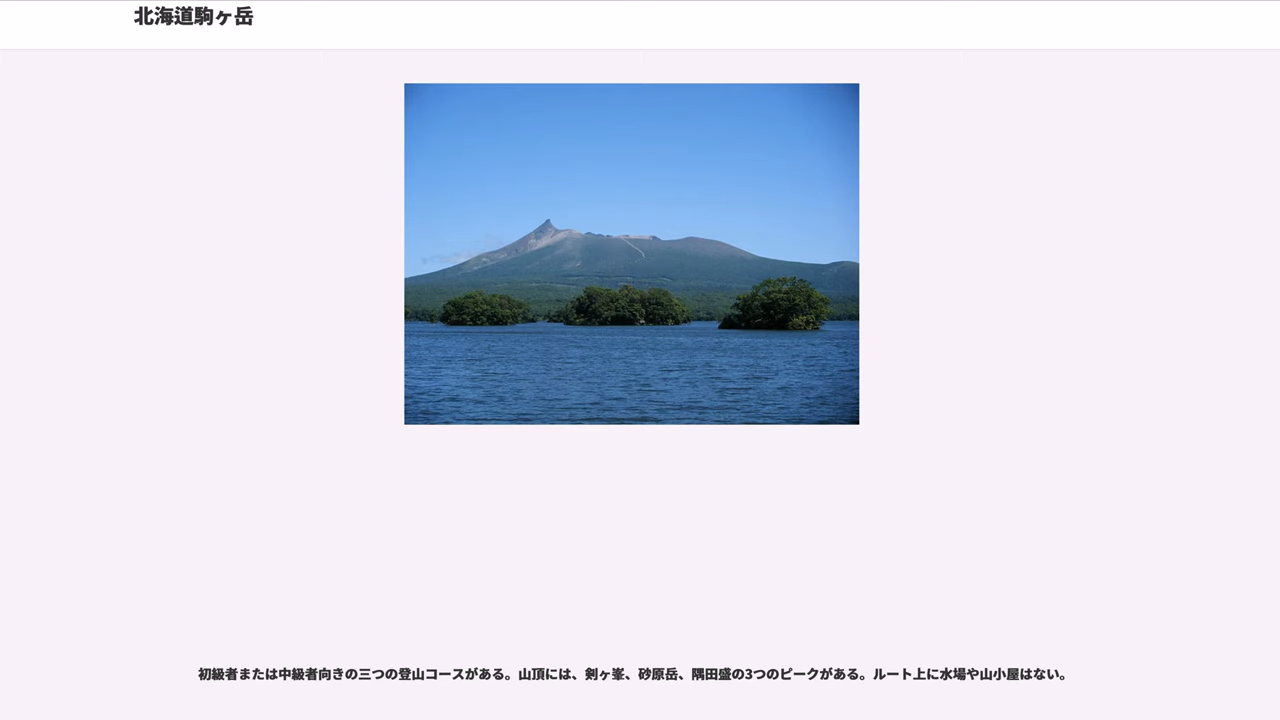 北海道駒ヶ岳
初級者または中級者向きの三つの登山コースがある。山頂には、剣ヶ峯、砂原岳、隅田盛の3つのピークがある。ルート上に水場や山小屋はない。